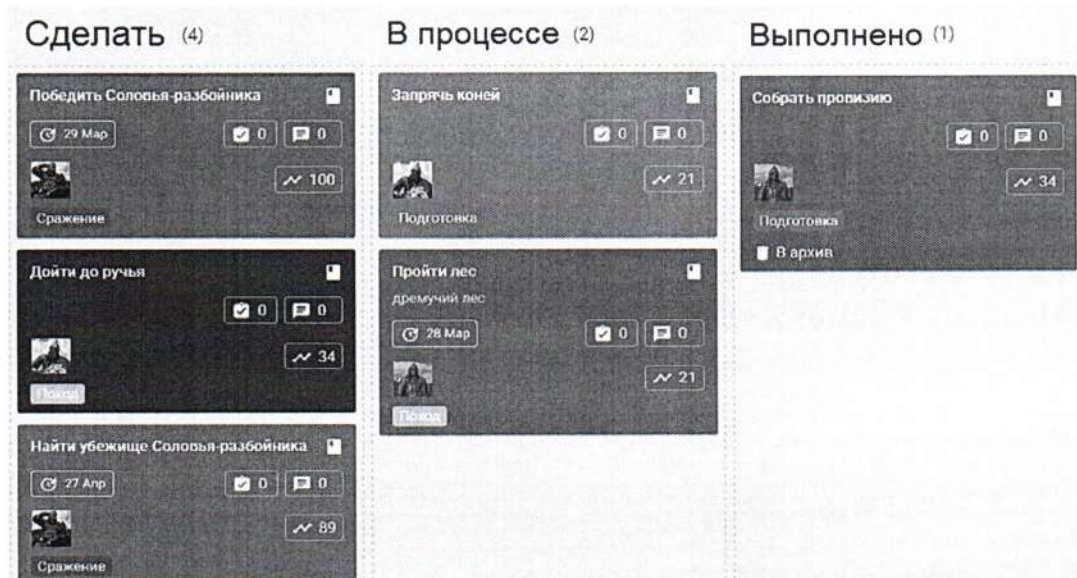 Сделать (4)
Победить Соловья-разбойника
29 Мар
0
0
100
Сражение
Дойти до ручья
0
0
34
Поход
Найти убежище Соловья-разбойника
27 Апр
0
0
89
Сражение
В процессе (2)
Запрячь коней
0
0
21
Подготовка
Пройти лес
дремучий лес
28 Мар
0
0
21
Поход
Выполнено (1)
Собрать провизию
0
0
34
Подготовка
В архив